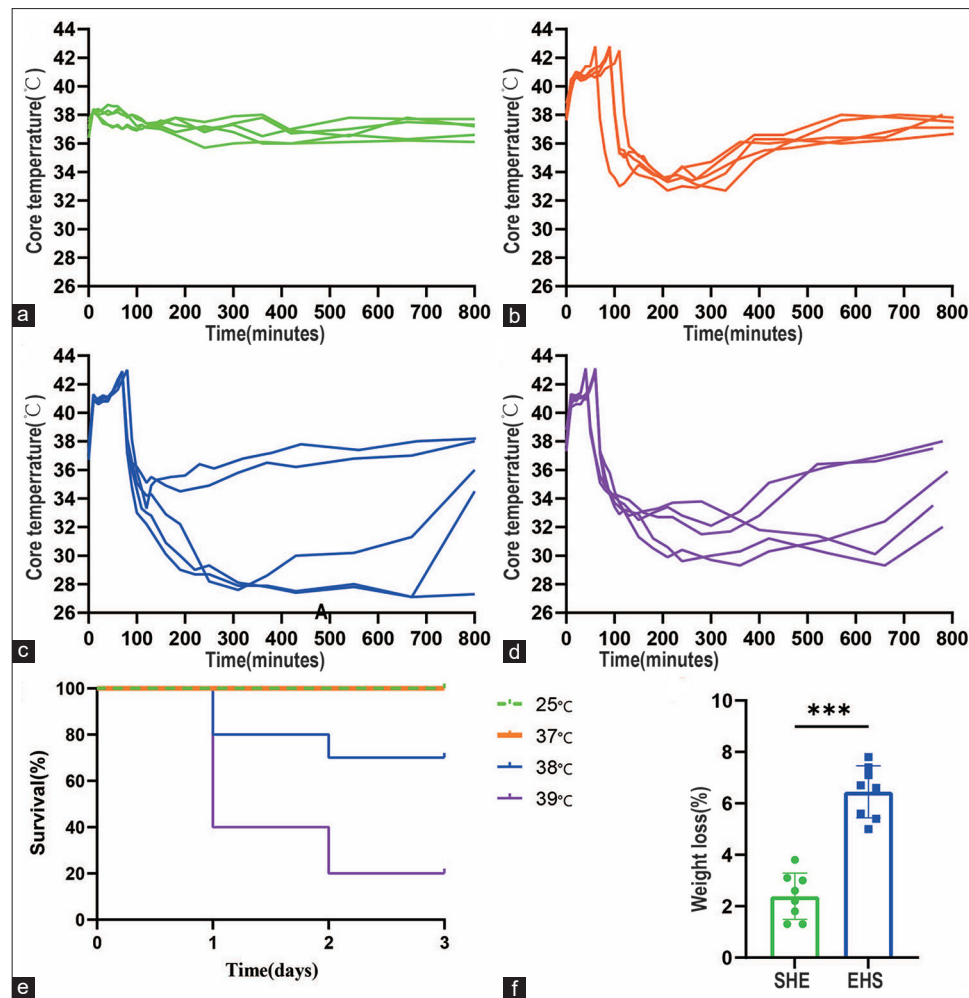 44
42
40
38
36
34
32
30
28
26
Core temperrature(℃)
0 100 200 300 400 500 600 700 800
Time(minutes)
a
44
42
40
38
36
34
32
30
28
26
Core temperrature(℃)
0 100 200 300 400 500 600 700 800
Time(minutes)
b
44
42
40
38
36
34
32
30
28
26
Core temperrature(℃)
A
0 100 200 300 400 500 600 700 800
Time(minutes)
c
44
42
40
38
36
34
32
30
28
26
Core temperrature(℃)
0 100 200 300 400 500 600 700 800
Time(minutes)
d
100
80
60
40
20
0
Survival(%)
0 1 2 3
Time(days)
25℃
37℃
38℃
39℃
e
10
8
6
4
2
0
Weight loss(%)
***
SHE EHS
f